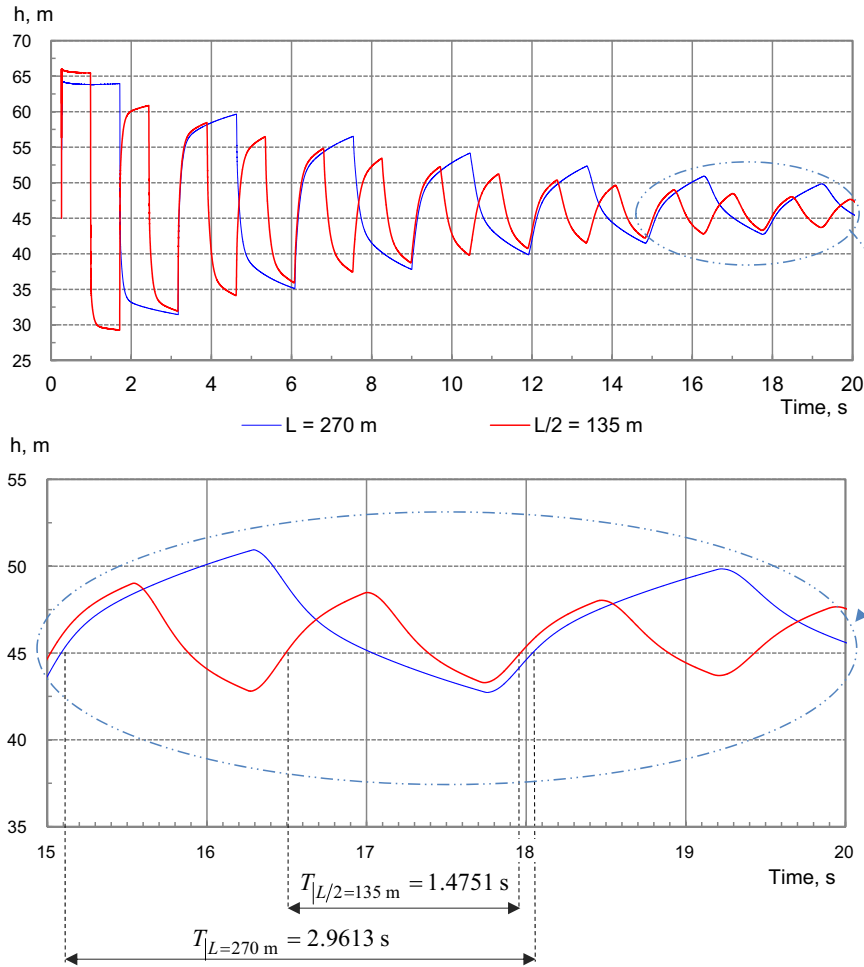 h, m
70
65
60
55
50
45
40
35
30
25
0 2 4 6 8 10 12 14 16 18 20
Time, s
L = 270 m L/2 = 135 m
h, m
55
50
45
40
35
15 16 17 18 19 20
T|L/2=135 m = 1.4751 s
Time, s
T|L=270 m = 2.9613 s